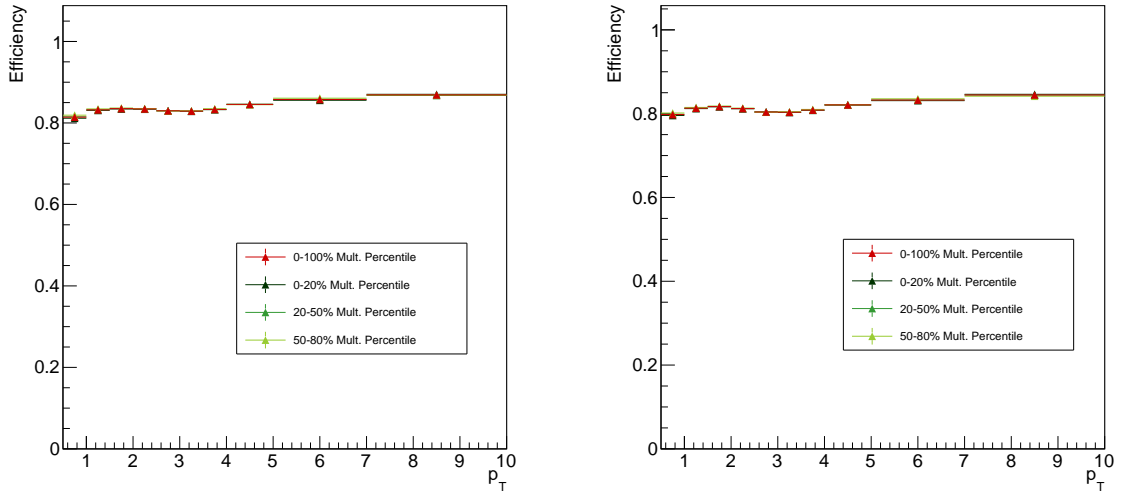 Efficiency
1
0.8
0.6
0.4
0.2
0
0-100% Mult. Percentile
0-20% Mult. Percentile
20-50% Mult. Percentile
50-80% Mult. Percentile
1 2 3 4 5 6 7 8 9 10
p_T
Efficiency
1
0.8
0.6
0.4
0.2
0
0-100% Mult. Percentile
0-20% Mult. Percentile
20-50% Mult. Percentile
50-80% Mult. Percentile
1 2 3 4 5 6 7 8 9 10
p_T